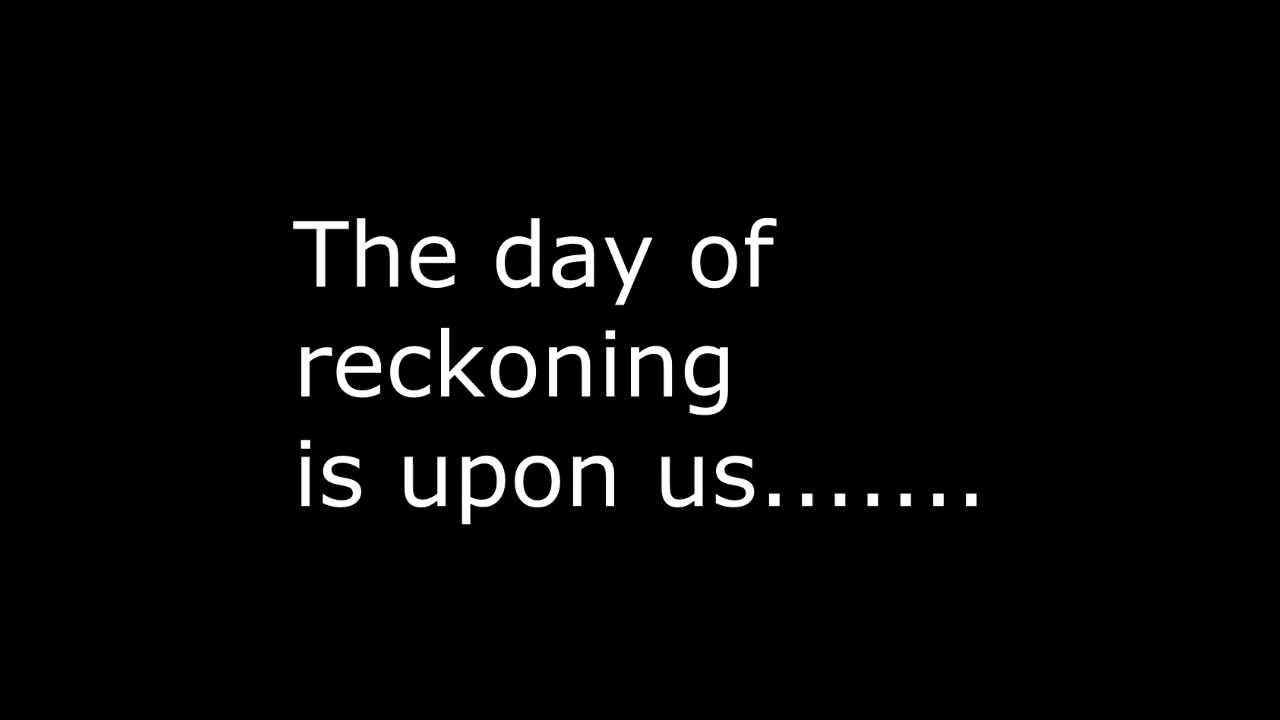 The day of
reckoning
is upon us.......